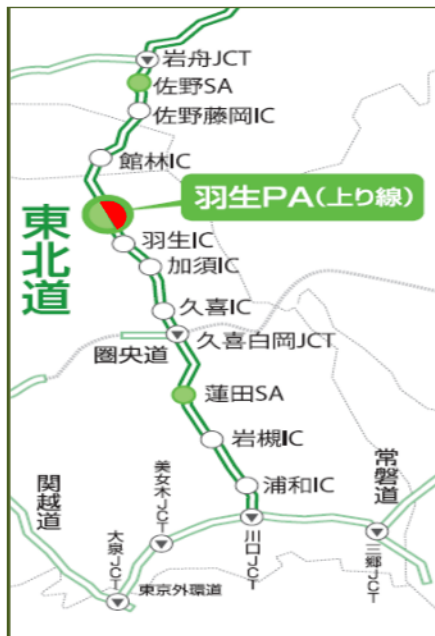 岩舟JCT
佐野SA
佐野藤岡IC
館林IC
羽生PA(上り線)
東北道
羽生IC
加須IC
久喜IC
久喜白岡JCT
圏央道
蓮田SA
岩槻IC
浦和IC
常磐道
関越道
美女木JCT
大泉JCT
川口JCT
三郷JCT
東京外環道